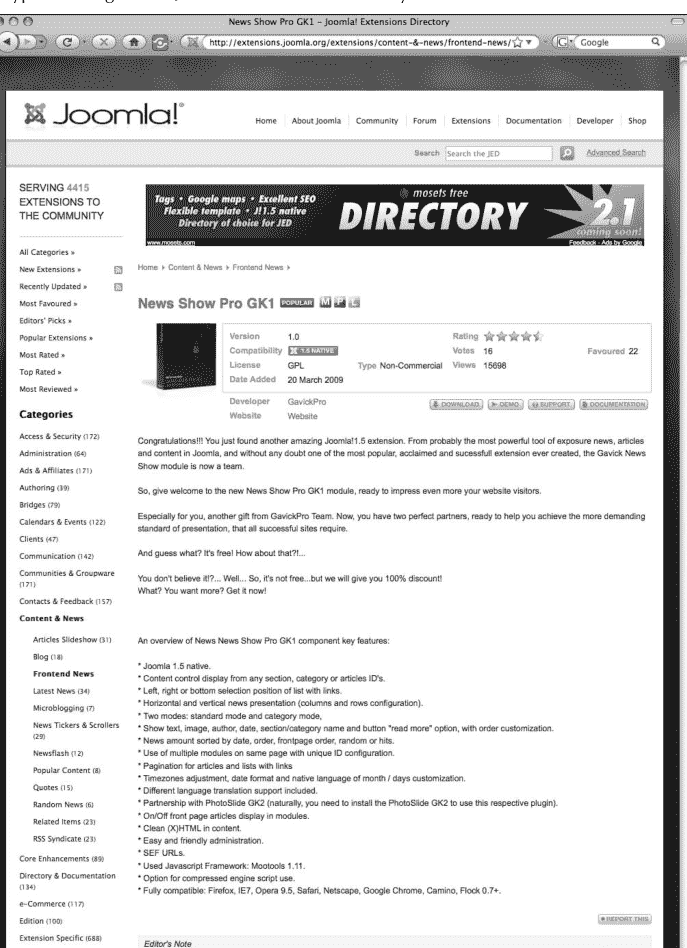 News Show Pro GK1 – Joomla! Extensions Directory
http://extensions.joomla.org/extensions/content-&-news/frontend-news/
Google
Joomla!®
Home
About Joomla
Community
Forum
Extensions
Documentation
Developer
Shop
Search
Search the JED
Advanced Search
SERVING 4415
EXTENSIONS TO
THE COMMUNITY
Tags • Google maps • Excellent SEO
Flexible template • J!1.5 native
Directory of choice for JED
www.mosets.com
mosets free
DIRECTORY
2.1
coming soon!
Feedback - Ads by Google
All Categories »
New Extensions »
Recently Updated »
Most Favoured »
Editors' Picks »
Popular Extensions »
Most Rated »
Top Rated »
Most Reviewed »
Categories
Access & Security (172)
Administration (64)
Ads & Affiliates (171)
Authoring (39)
Bridges (79)
Calendars & Events (122)
Clients (47)
Communication (142)
Communities & Groupware
(171)
Contacts & Feedback (157)
Content & News
Articles Slideshow (31)
Blog (18)
Frontend News
Latest News (34)
Microblogging (7)
News Tickers & Scrollers
(29)
Newsflash (12)
Popular Content (8)
Quotes (15)
Random News (6)
Related Items (23)
RSS Syndicate (23)
Core Enhancements (89)
Directory & Documentation
(134)
e-Commerce (117)
Edition (100)
Extension Specific (688)
Home ▸ Content & News ▸ Frontend News ▸
News Show Pro GK1 POPULAR M P L
Version 1.0
Compatibility 1.5 NATIVE
License GPL
Type Non-Commercial
Date Added 20 March 2009
Rating
Votes 16
Views 15698
Favoured 22
Developer GavickPro
Website Website
DOWNLOAD
DEMO
SUPPORT
DOCUMENTATION
Congratulations!!! You just found another amazing Joomla!1.5 extension. From probably the most powerful tool of exposure news, articles
and content in Joomla, and without any doubt one of the most popular, acclaimed and sucessfull extension ever created, the Gavick News
Show module is now a team.
So, give welcome to the new News Show Pro GK1 module, ready to impress even more your website visitors.
Especially for you, another gift from GavickPro Team. Now, you have two perfect partners, ready to help you achieve the more demanding
standard of presentation, that all successful sites require.
And guess what? It's free! How about that?!...
You don't believe it!?... Well... So, it's not free...but we will give you 100% discount!
What? You want more? Get it now!
An overview of News News Show Pro GK1 component key features:
* Joomla 1.5 native.
* Content control display from any section, category or articles ID's.
* Left, right or bottom selection position of list with links.
* Horizontal and vertical news presentation (columns and rows configuration).
* Two modes: standard mode and category mode,
* Show text, image, author, date, section/category name and button "read more" option, with order customization.
* News amount sorted by date, order, frontpage order, random or hits.
* Use of multiple modules on same page with unique ID configuration.
* Pagination for articles and lists with links
* Timezones adjustment, date format and native language of month / days customization.
* Different language translation support included.
* Partnership with PhotoSlide GK2 (naturally, you need to install the PhotoSlide GK2 to use this respective plugin).
* On/Off front page articles display in modules.
* Clean (X)HTML in content.
* Easy and friendly administration.
* SEF URLs.
* Used Javascript Framework: Mootools 1.11.
* Option for compressed engine script use.
* Fully compatible: Firefox, IE7, Opera 9.5, Safari, Netscape, Google Chrome, Camino, Flock 0.7+.
REPORT THIS
Editor's Note